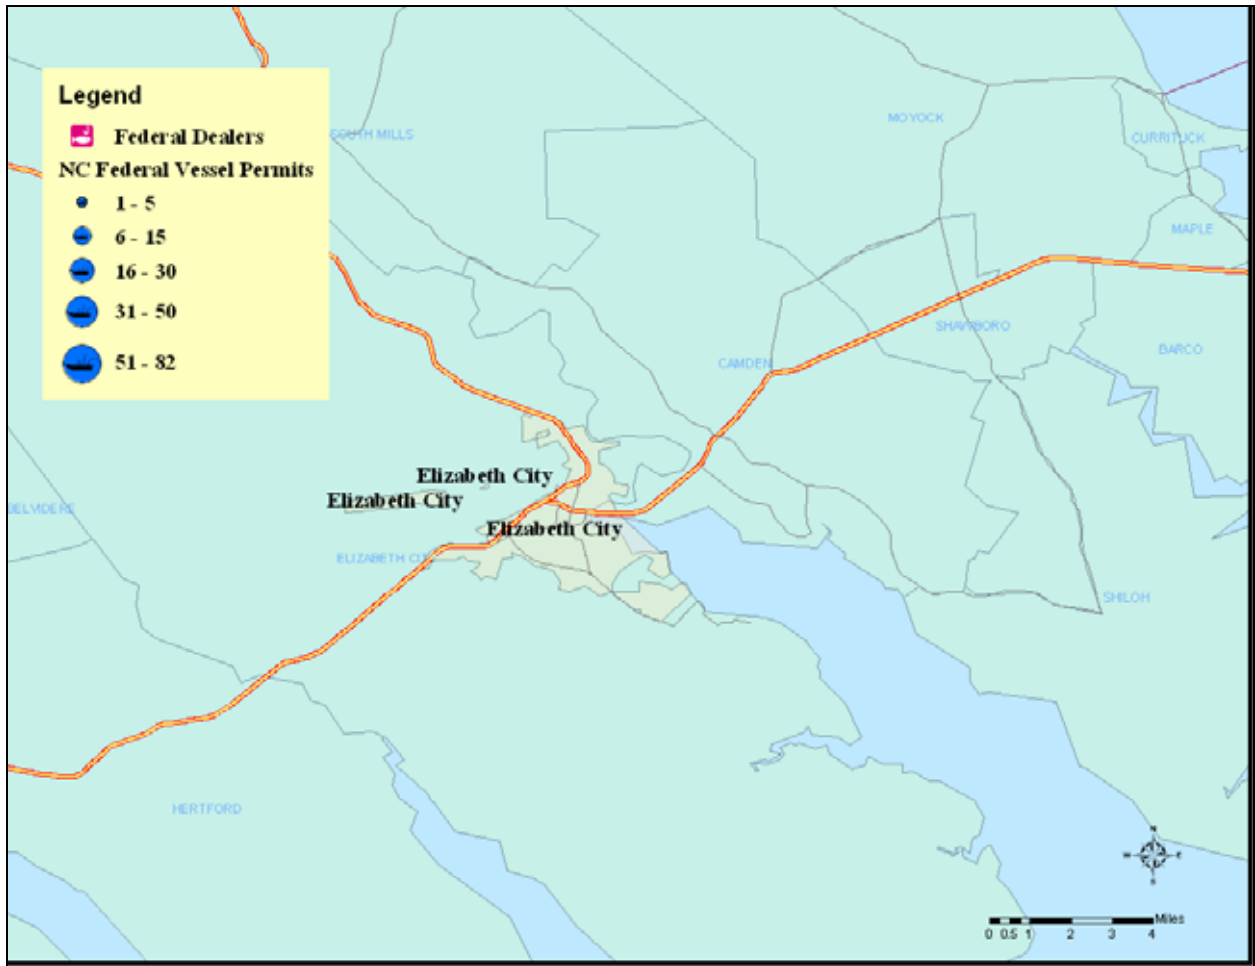 Legend
Federal Dealers
NC Federal Vessel Permits
1 - 5
6 - 15
16 - 30
31 - 50
51 - 82
SOUTH MILLS
MOYOCK
CURRITUCK
MAPLE
SHAWBORO
BARCO
CAMDEN
Elizabeth City
Elizabeth City
BELVIDERE
Elizabeth City
ELIZABETH CIT
SHILOH
HERTFORD
N
W E
S
Miles
0 0.5 1 2 3 4